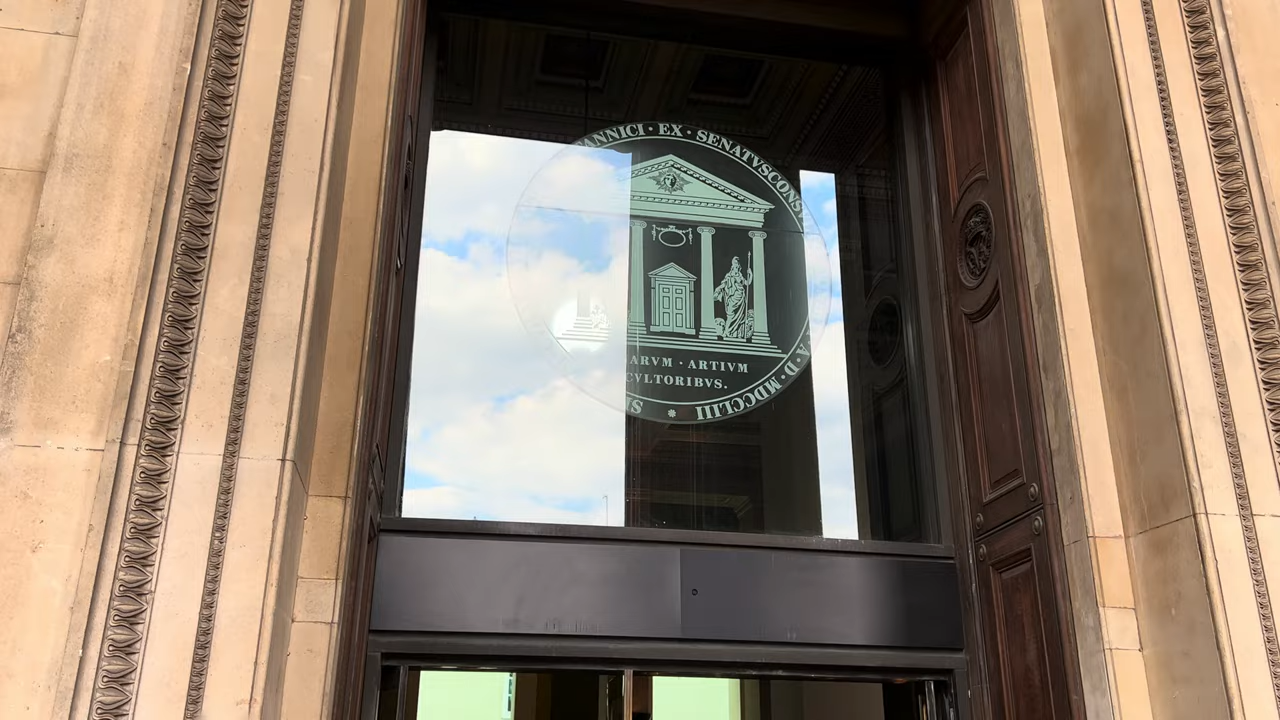 ANNICI · EX · SENATVSCONS
A · D · MDCCLIII
ARVM · ARTIVM
CVLTORIBVS.